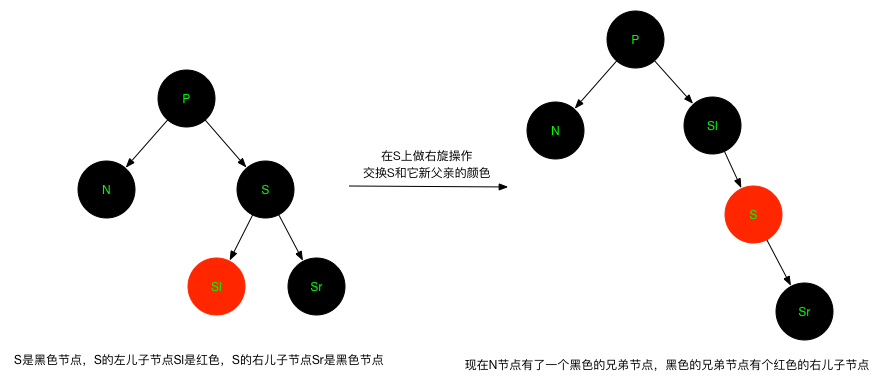 P
N
S
Sl
Sr
S是黑色节点，S的左儿子节点Sl是红色，S的右儿子节点Sr是黑色节点
在S上做右旋操作
交换S和它新父亲的颜色
P
N
Sl
S
Sr
现在N节点有了一个黑色的兄弟节点，黑色的兄弟节点有个红色的右儿子节点